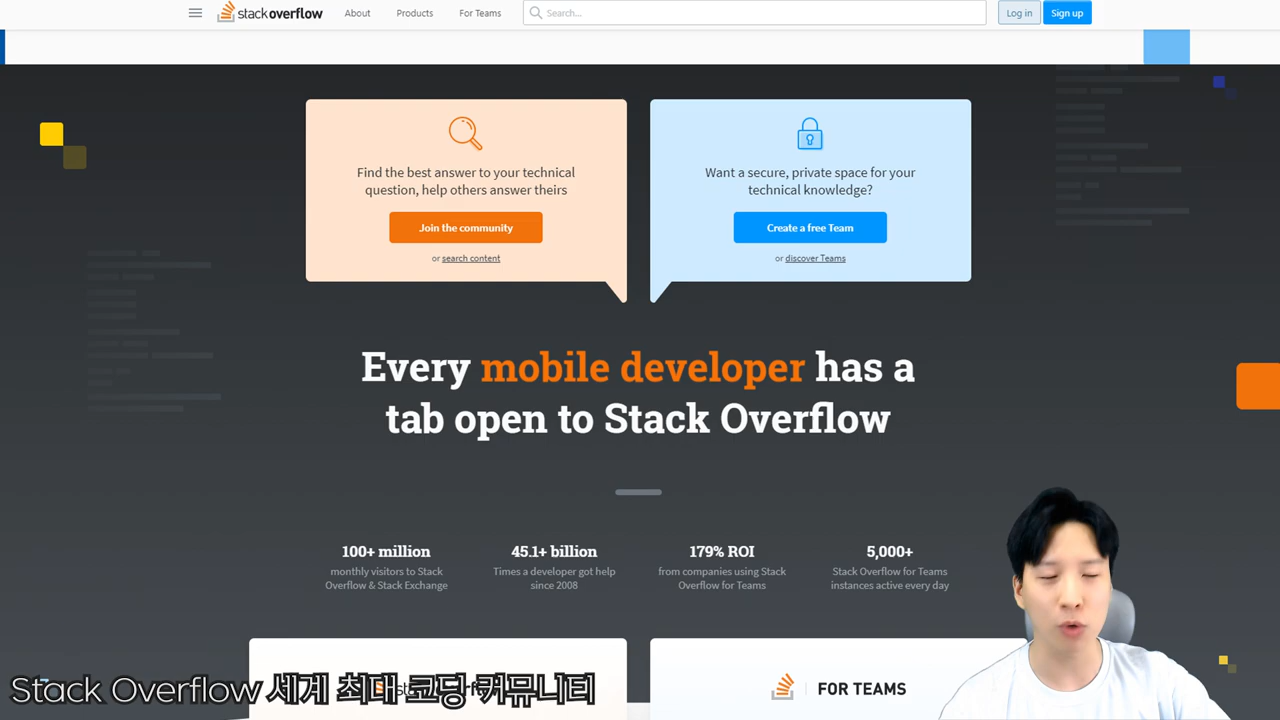 stack overflow
About
Products
For Teams
Search...
Log in
Sign up
Find the best answer to your technical
question, help others answer theirs
Join the community
or search content
Want a secure, private space for your
technical knowledge?
Create a free Team
or discover Teams
Every mobile developer has a
tab open to Stack Overflow
100+ million
monthly visitors to Stack
Overflow & Stack Exchange
45.1+ billion
Times a developer got help
since 2008
179% ROI
from companies using Stack
Overflow for Teams
5,000+
Stack Overflow for Teams
instances active every day
FOR TEAMS
Stack Overflow 세계 최대 코딩 커뮤니티